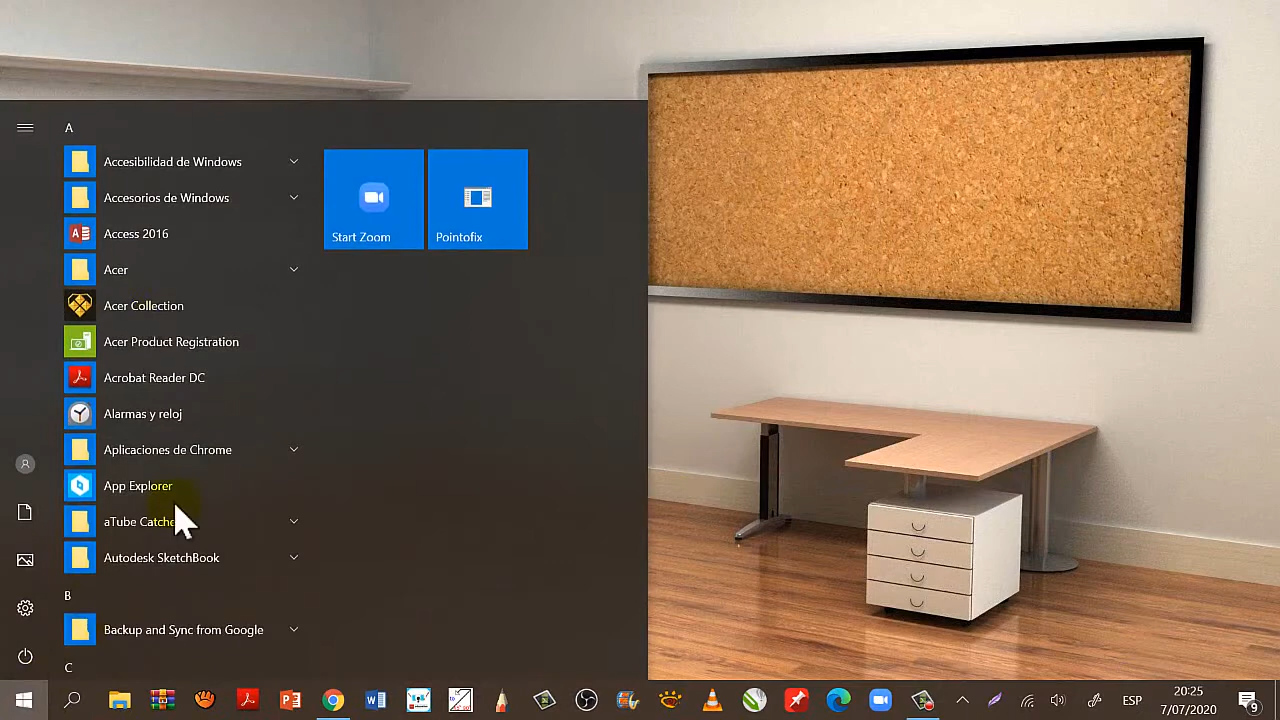 A
Accesibilidad de Windows
Accesorios de Windows
Access 2016
Acer
Acer Collection
Acer Product Registration
Acrobat Reader DC
Alarmas y reloj
Aplicaciones de Chrome
App Explorer
aTube Catche
Autodesk SketchBook
B
Backup and Sync from Google
C
Start Zoom
Pointofix
ESP
20:25
7/07/2020
9